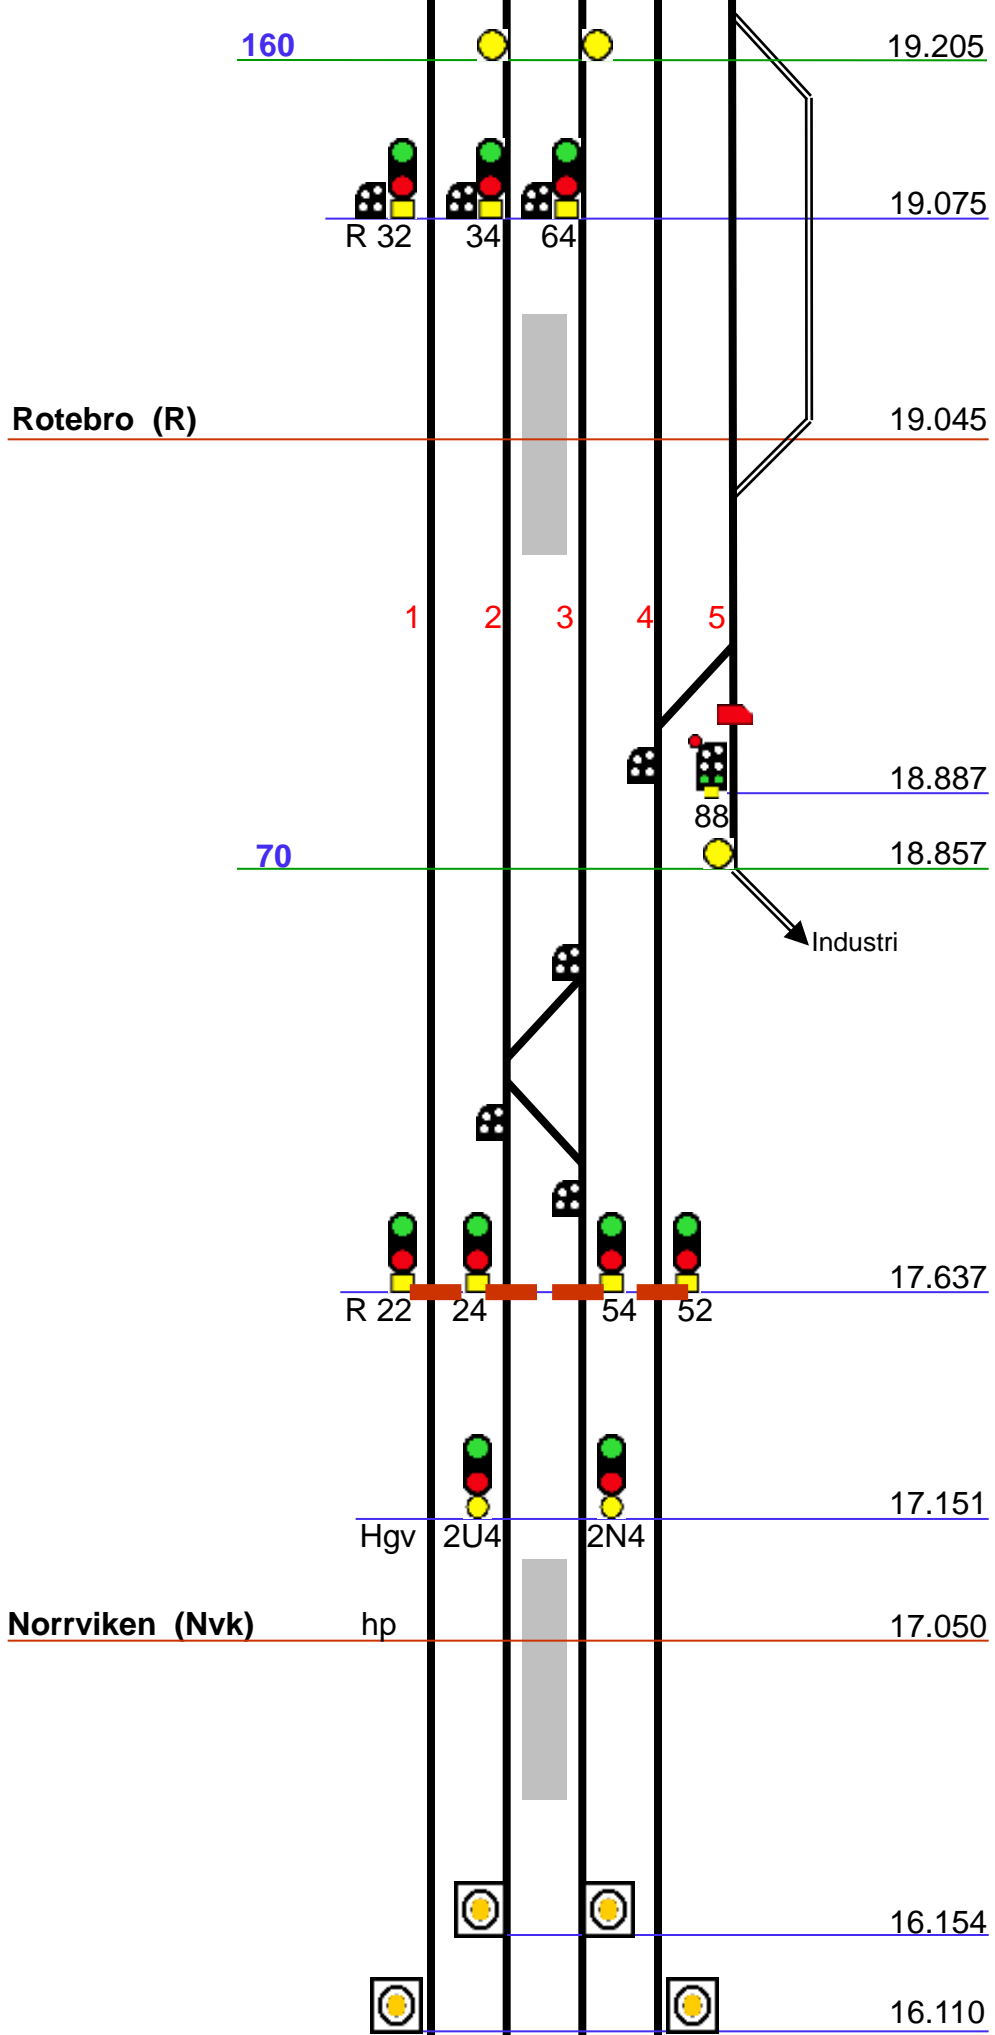 160 19.205
19.075
R 32 34 64
Rotebro (R) 19.045
1 2 3 4 5
18.887
88
70 18.857
Industri
17.637
R 22 24 54 52
17.151
Hgv 2U4 2N4
Norrviken (Nvk) hp 17.050
16.154
16.110